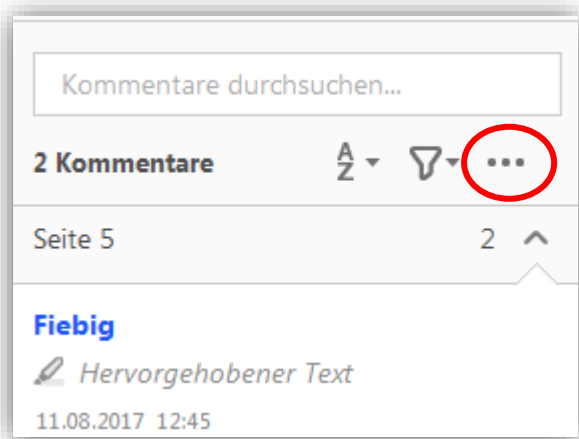 Kommentare durchsuchen...
2 Kommentare A Z
Seite 5 2
Fiebig
Hervorgehobener Text
11.08.2017 12:45